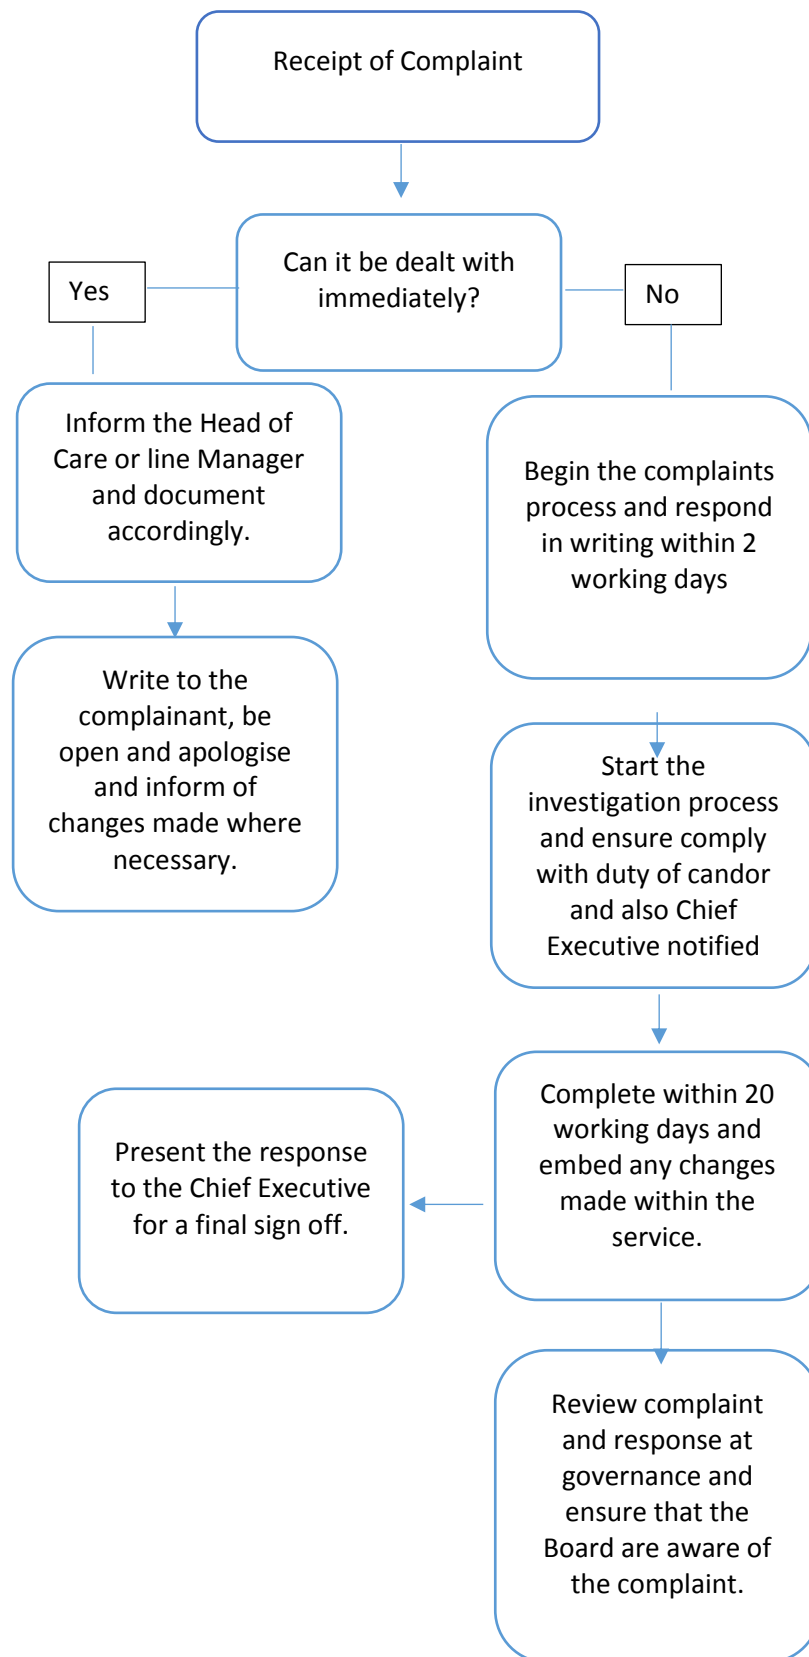 Receipt of Complaint
Can it be dealt with
immediately?
Yes
No
Inform the Head of
Care or line Manager
and document
accordingly.
Write to the
complainant, be
open and apologise
and inform of
changes made where
necessary.
Begin the complaints
process and respond
in writing within 2
working days
Start the
investigation process
and ensure comply
with duty of candor
and also Chief
Executive notified
Complete within 20
working days and
embed any changes
made within the
service.
Present the response
to the Chief Executive
for a final sign off.
Review complaint
and response at
governance and
ensure that the
Board are aware of
the complaint.